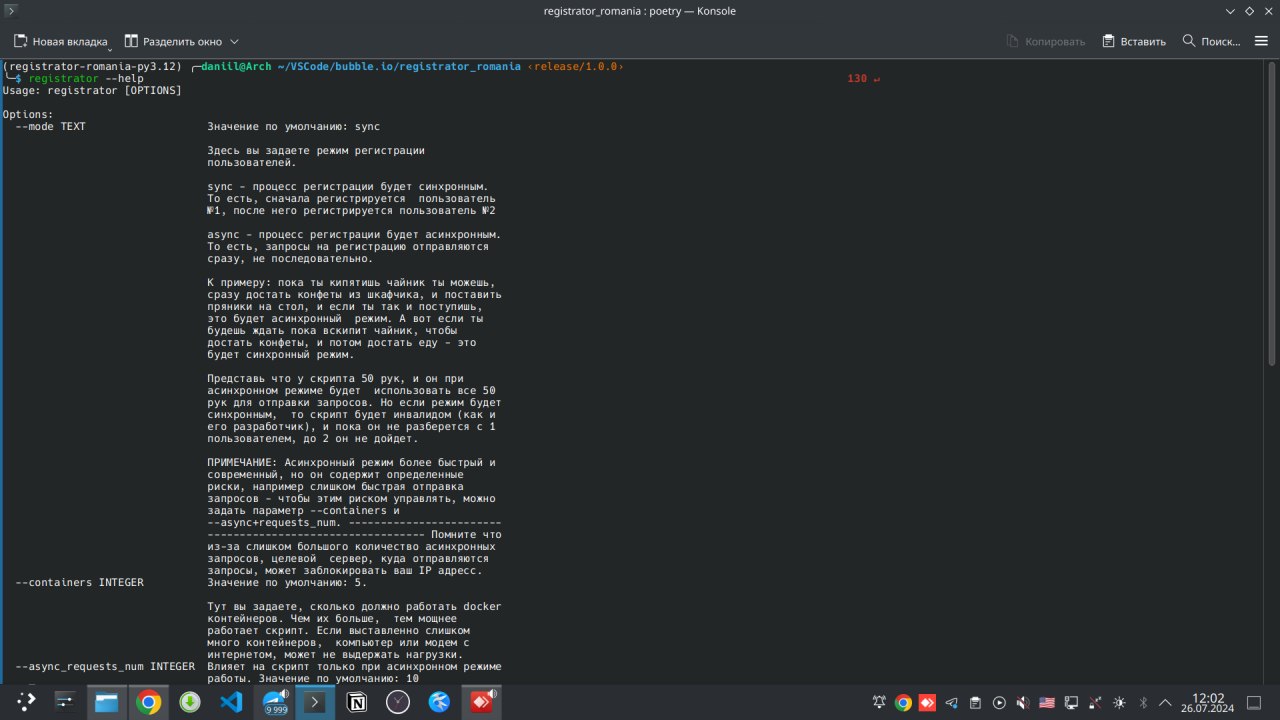 registrator_romania : poetry — Konsole
Новая вкладка Разделить окно Копировать Вставить Поиск...
(registrator-romania-py3.12) ╭─daniil@Arch ~/VSCode/bubble.io/registrator_romania ‹release/1.0.0›
╰─$ registrator --help 130 ↵
Usage: registrator [OPTIONS]
Options:
--mode TEXT Значение по умолчанию: sync
Здесь вы задаете режим регистрации
пользователей.
sync - процесс регистрации будет синхронным.
То есть, сначала регистрируется  пользователь
№1, после него регистрируется пользователь №2
async - процесс регистрации будет асинхронным.
То есть, запросы на регистрацию отправляются
сразу, не последовательно.
К примеру: пока ты кипятишь чайник ты можешь,
сразу достать конфеты из шкафчика, и поставить
пряники на стол, и если ты так и поступишь,
это будет асинхронный  режим. А вот если ты
будешь ждать пока вскипит чайник, чтобы
достать конфеты, и потом достать еду - это
будет синхронный режим.
Представь что у скрипта 50 рук, и он при
асинхронном режиме будет  использовать все 50
рук для отправки запросов. Но если режим будет
синхронным,  то скрипт будет инвалидом (как и
его разработчик), и пока он не разберется с 1
пользователем, до 2 он не дойдет.
ПРИМЕЧАНИЕ: Асинхронный режим более быстрый и
современный, но он содержит определенные
риски, например слишком быстрая отправка
запросов - чтобы этим риском управлять, можно
задать параметр --containers и
--async+requests_num. ------------------------
---------------------------------- Помните что
из-за слишком большого количество асинхронных
запросов, целевой  сервер, куда отправляются
запросы, может заблокировать ваш IP адресс.
--containers INTEGER Значение по умолчанию: 5.
Тут вы задаете, сколько должно работать docker
контейнеров. Чем их больше,  тем мощнее
работает скрипт. Если выставленно слишком
много контейнеров,  компьютер или модем с
интернетом, может не выдержать нагрузки.
--async_requests_num INTEGER Влияет на скрипт только при асинхронном режиме
работы. Значение по умолчанию: 10
9 999
12:02
26.07.2024